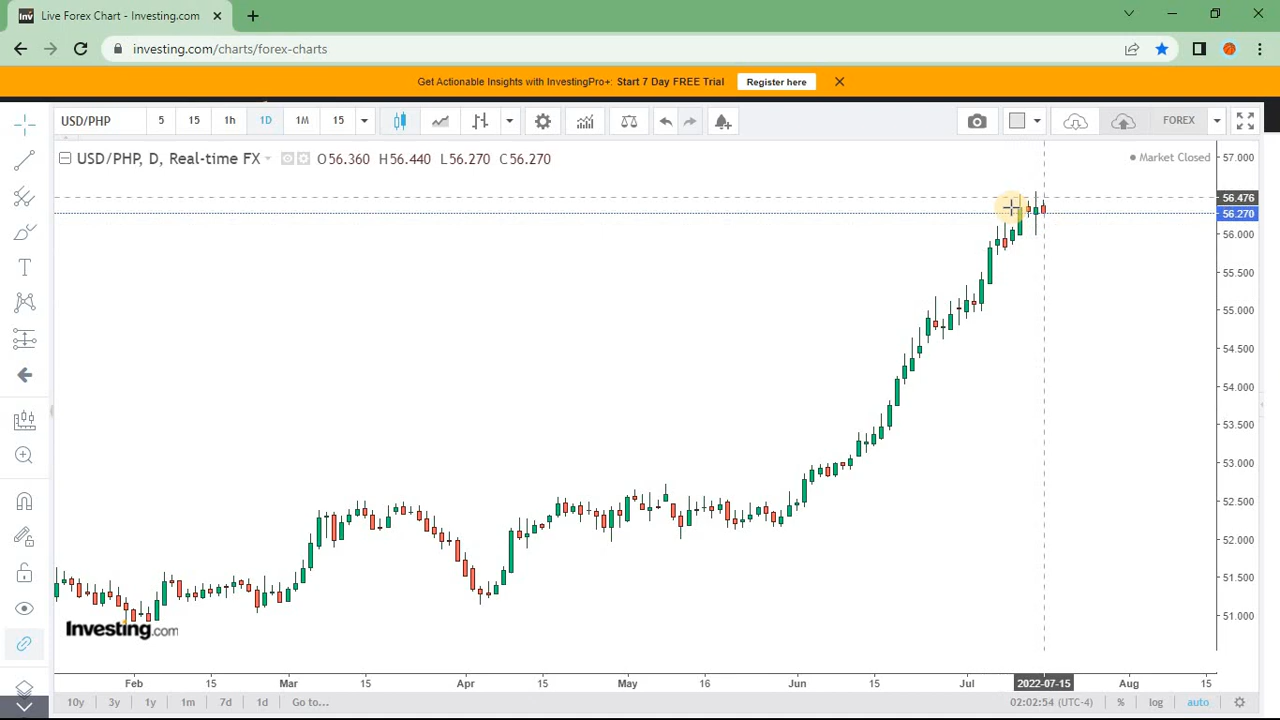 Live Forex Chart - Investing.com
investing.com/charts/forex-charts
Get Actionable Insights with InvestingPro+: Start 7 Day FREE Trial Register here
USD/PHP 5 15 1h 1D 1M 15 FOREX
USD/PHP, D, Real-time FX O56.360 H56.440 L56.270 C56.270 Market Closed
57.000
56.476
56.270
56.000
55.500
55.000
54.500
54.000
53.500
53.000
52.500
52.000
51.500
51.000
Investing.com
Feb 15 Mar 15 Apr 15 May 16 Jun 15 Jul 2022-07-15 Aug 15
10y 3y 1y 1m 7d 1d Go to... 02:02:54 (UTC-4) % log auto